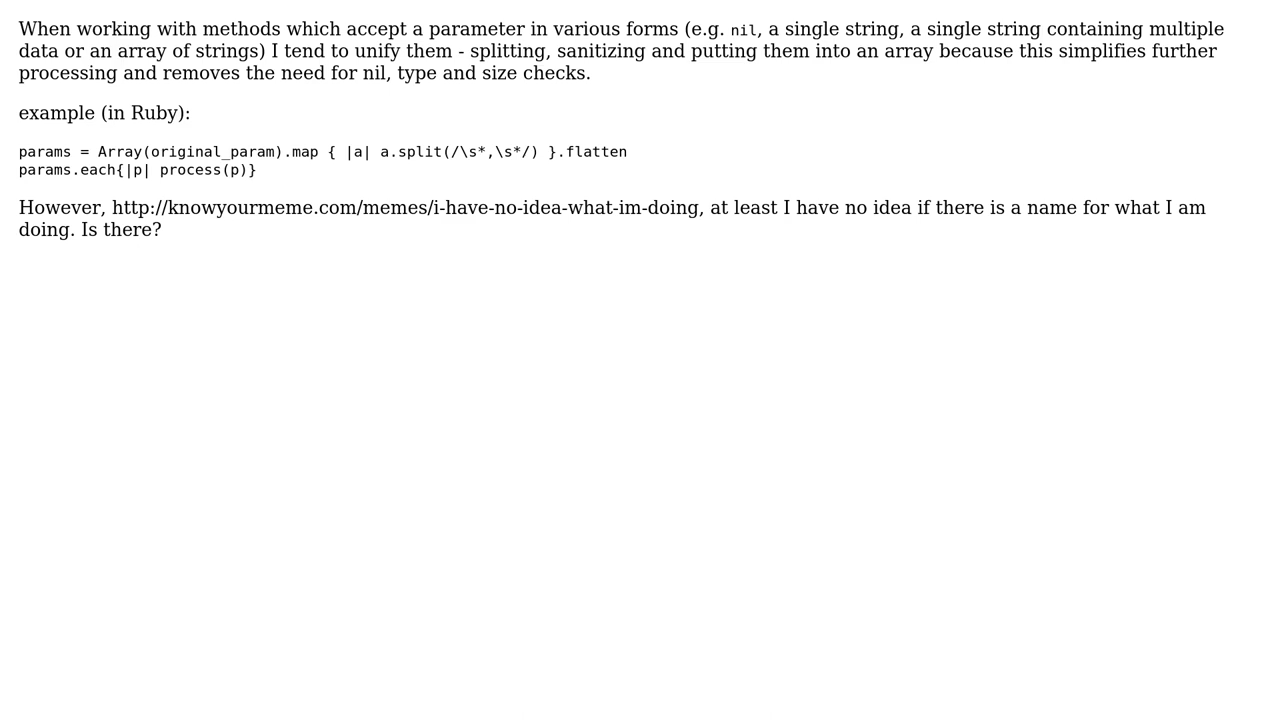 When working with methods which accept a parameter in various forms (e.g. nil, a single string, a single string containing multiple
data or an array of strings) I tend to unify them - splitting, sanitizing and putting them into an array because this simplifies further
processing and removes the need for nil, type and size checks.
example (in Ruby):
params = Array(original_param).map { |a| a.split(/\s*,\s*/) }.flatten
params.each{|p| process(p)}
However, http://knowyourmeme.com/memes/i-have-no-idea-what-im-doing, at least I have no idea if there is a name for what I am
doing. Is there?